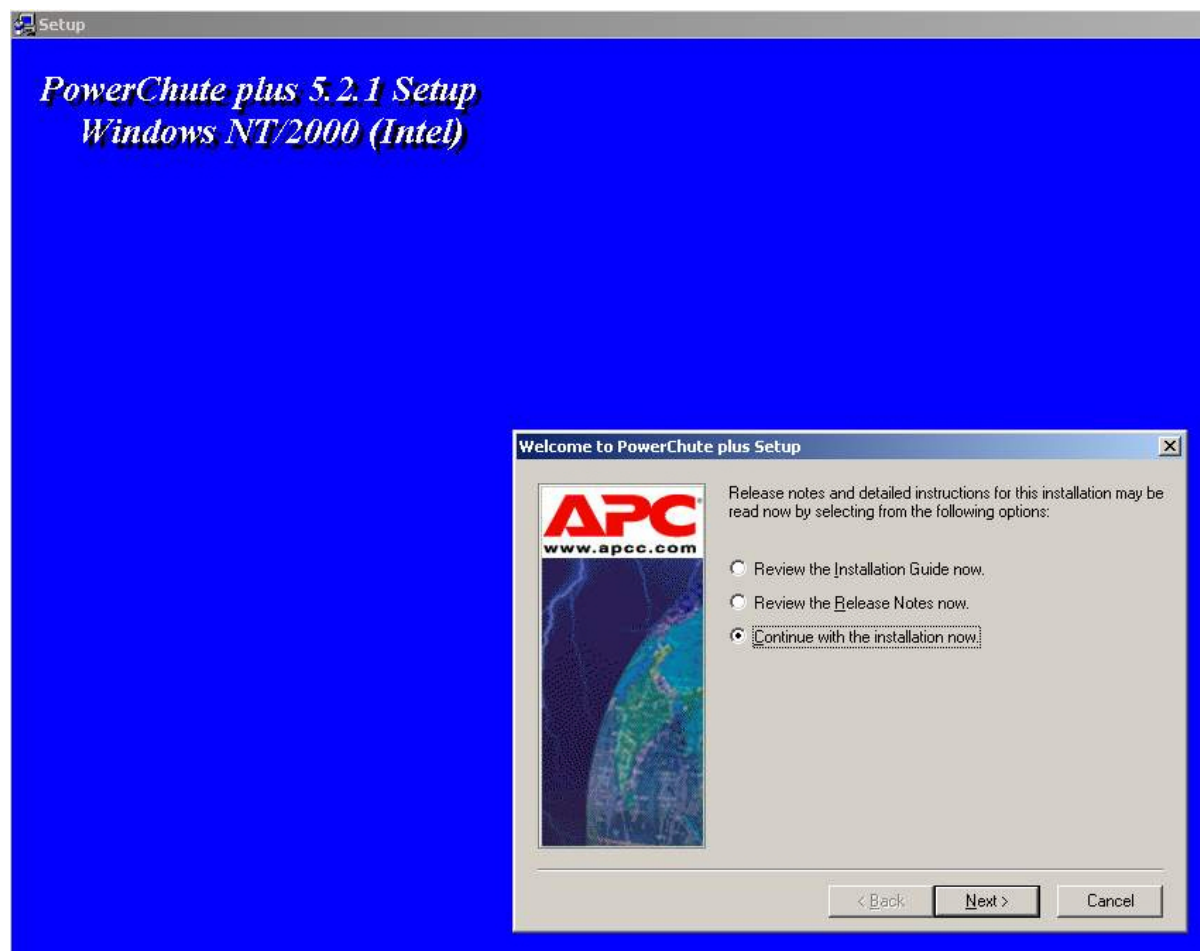 Setup
PowerChute plus 5.2.1 Setup
Windows NT/2000 (Intel)
Welcome to PowerChute plus Setup
APC
www.apcc.com
Release notes and detailed instructions for this installation may be
read now by selecting from the following options:
Review the Installation Guide now.
Review the Release Notes now.
Continue with the installation now.
< Back
Next >
Cancel